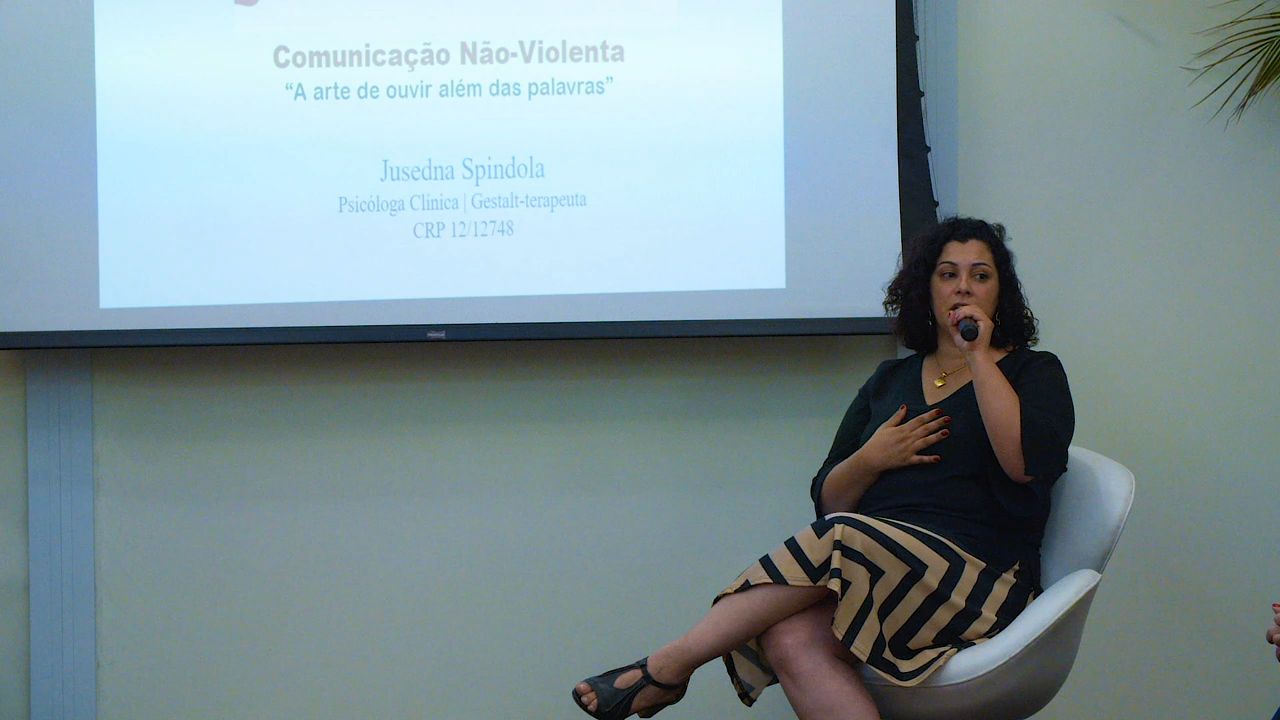 Comunicação Não-Violenta
“A arte de ouvir além das palavras”
Jusedna Spindola
Psicóloga Clínica | Gestalt-terapeuta
CRP 12/12748